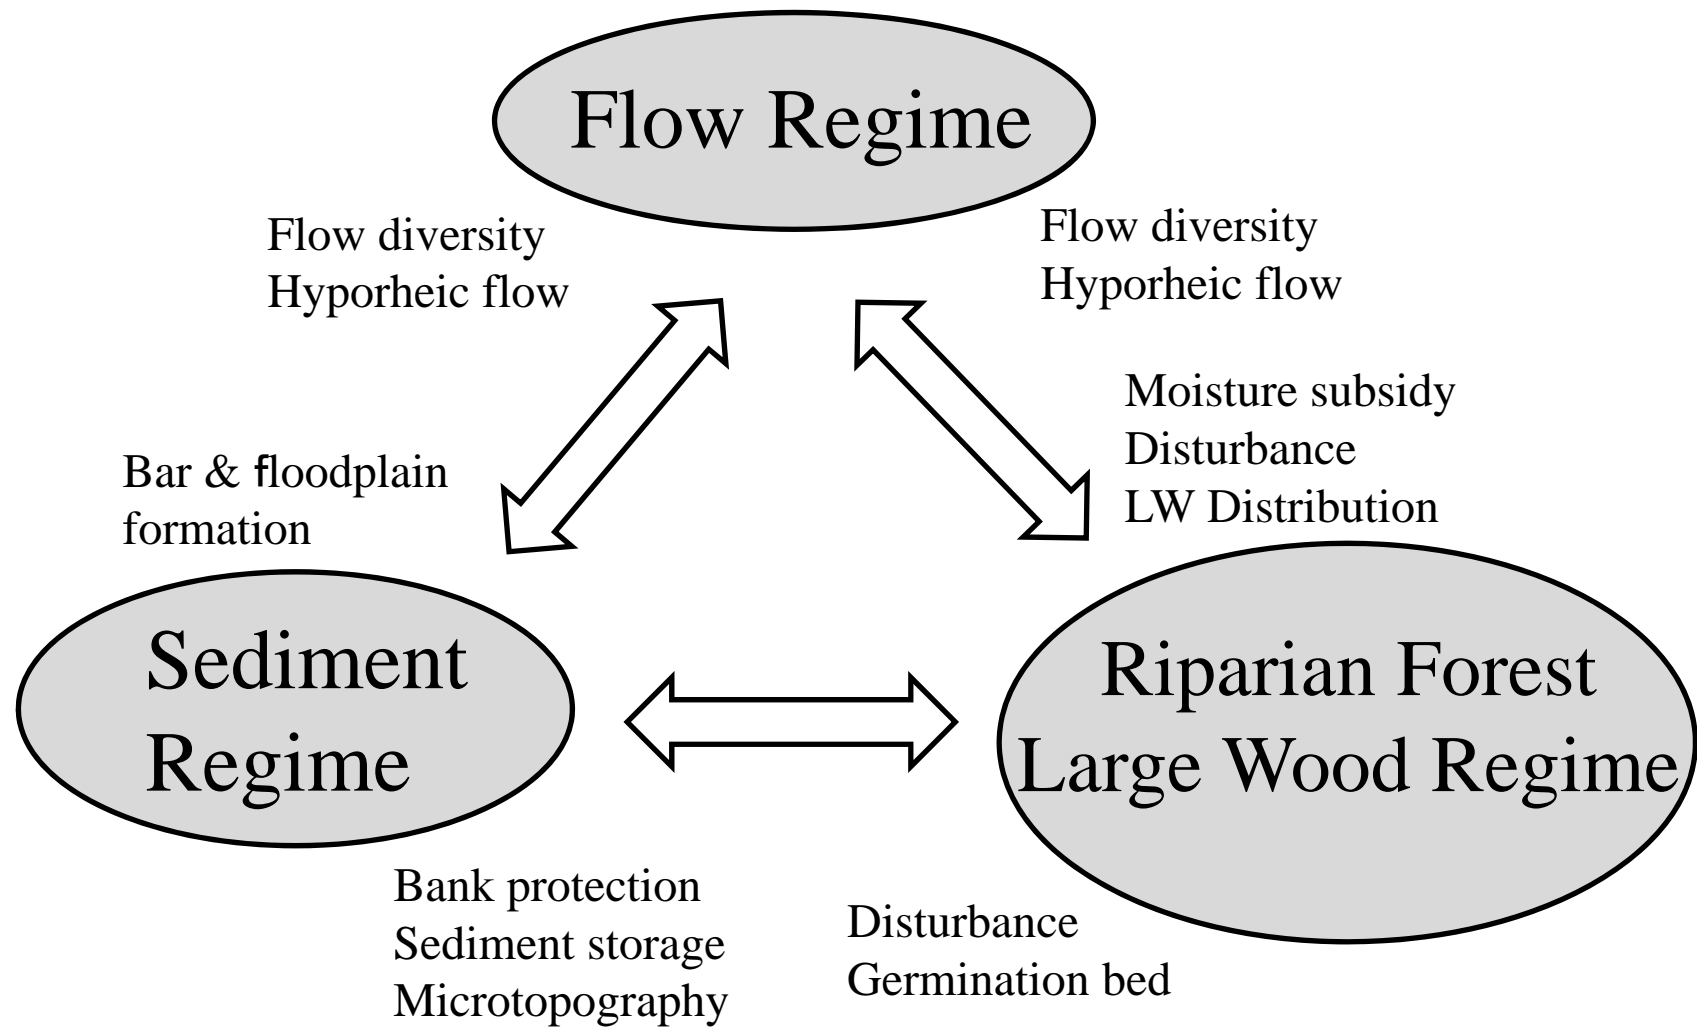 Flow Regime
Flow diversity
Hyporheic flow
Flow diversity
Hyporheic flow
Moisture subsidy
Disturbance
LW Distribution
Bar & floodplain
formation
Sediment
Regime
Riparian Forest
Large Wood Regime
Bank protection
Sediment storage
Microtopography
Disturbance
Germination bed